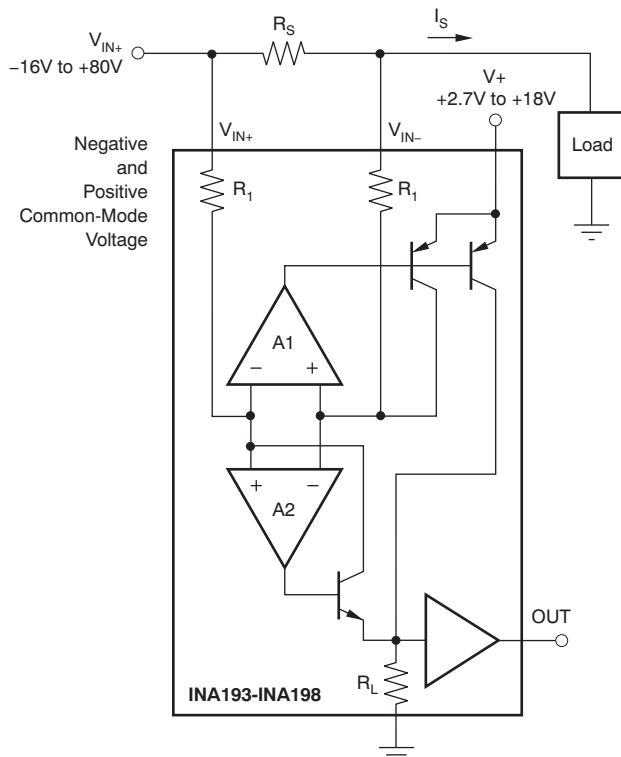 V_IN+
−16V to +80V
R_S
I_S
V+
+2.7V to +18V
Load
Negative
and
Positive
Common-Mode
Voltage
V_IN+
V_IN−
R_1
R_1
A1
−
+
+
−
A2
OUT
R_L
INA193-INA198